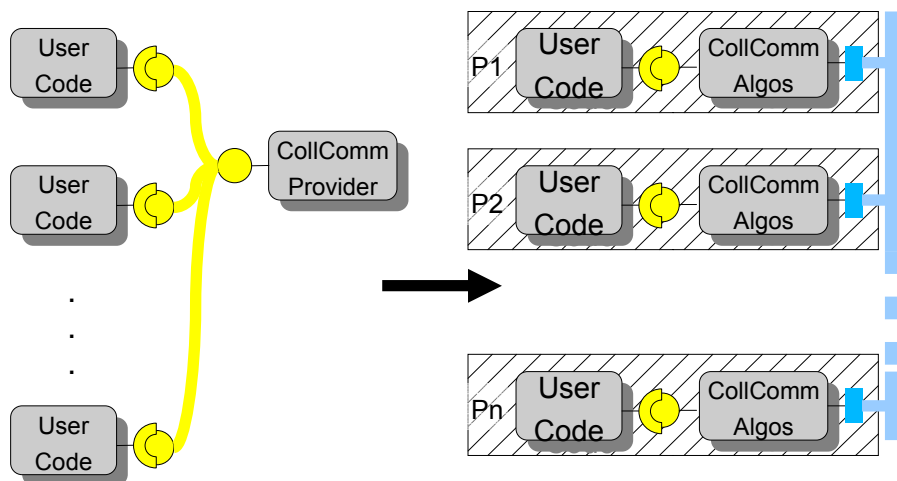 User
Code
User
Code
.
.
.
User
Code
CollComm
Provider
P1
User
Code
CollComm
Algos
P2
User
Code
CollComm
Algos
Pn
User
Code
CollComm
Algos